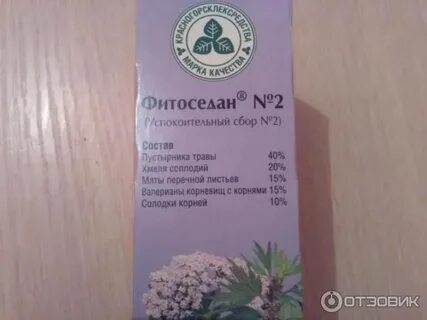 КРАСНОГОРСКЛЕКСРЕДСТВА
МАРКА КАЧЕСТВА
Фитоседан® №2
(Успокоительный сбор №2)
Состав
Пустырника травы 40%
Хмеля соплодий 20%
Мяты перечной листьев 15%
Валерианы корневищ с корнями 15%
Солодки корней 10%
ОТЗОВИК